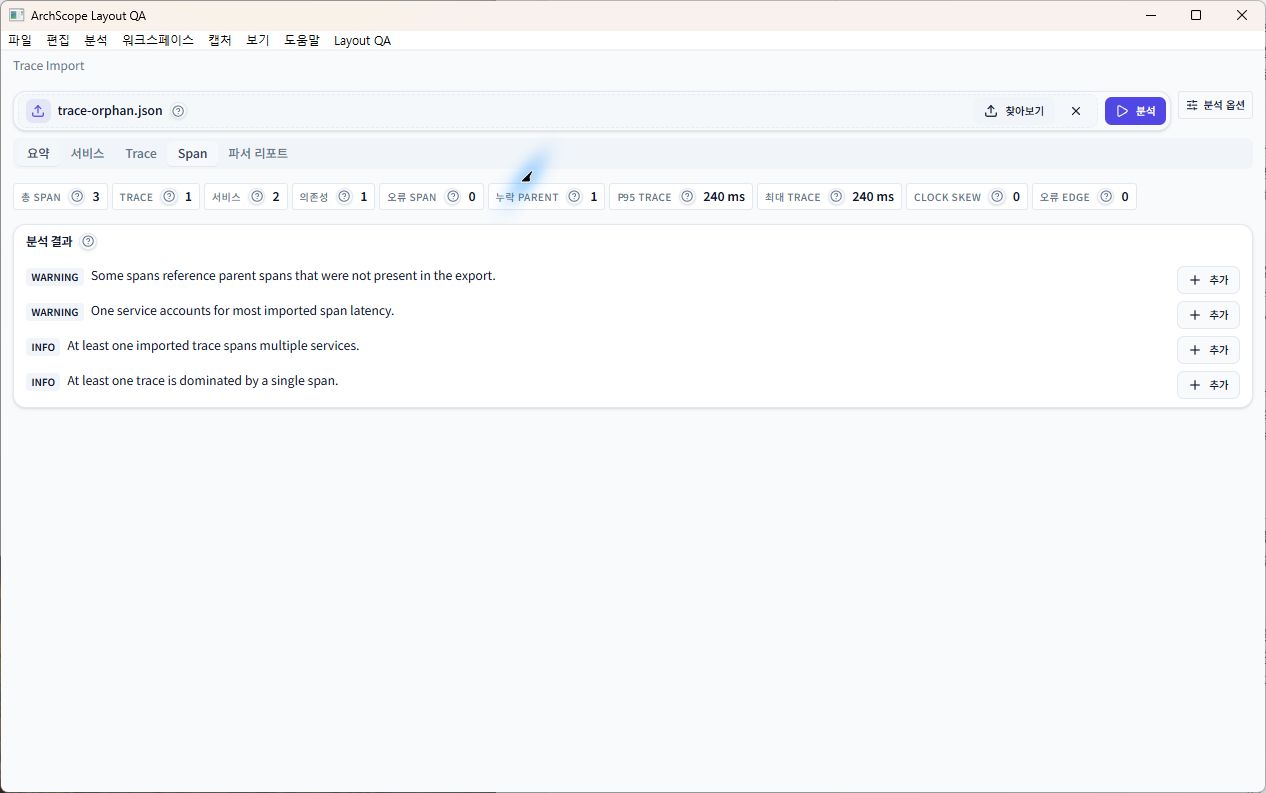 ArchScope Layout QA
파일 편집 분석 워크스페이스 캡처 보기 도움말 Layout QA
Trace Import
trace-orphan.json 찾아보기 분석 분석 옵션
요약 서비스 Trace Span 파서 리포트
총 SPAN 3 TRACE 1 서비스 2 의존성 1 오류 SPAN 0 누락 PARENT 1 P95 TRACE 240 ms 최대 TRACE 240 ms CLOCK SKEW 0 오류 EDGE 0
분석 결과
WARNING Some spans reference parent spans that were not present in the export. 추가
WARNING One service accounts for most imported span latency. 추가
INFO At least one imported trace spans multiple services. 추가
INFO At least one trace is dominated by a single span. 추가